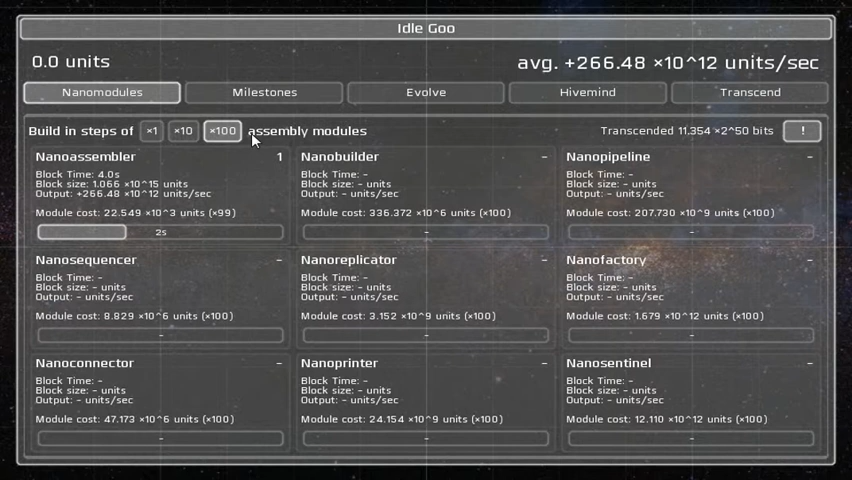 Idle Goo
0.0 units
avg. +266.48 ×10^12 units/sec
Nanomodules
Milestones
Evolve
Hivemind
Transcend
Build in steps of ×1 ×10 ×100 assembly modules
Transcended 11,354 ×2^50 bits
!
Nanoassembler 1
Block Time: 4.0s
Block size: 1.066 ×10^15 units
Output: +266.48 ×10^12 units/sec
Module cost: 22.549 ×10^3 units (×99)
2s
Nanobuilder -
Block Time: -
Block size: - units
Output: - units/sec
Module cost: 336.372 ×10^6 units (×100)
-
Nanopipeline -
Block Time: -
Block size: - units
Output: - units/sec
Module cost: 207.730 ×10^9 units (×100)
-
Nanosequencer -
Block Time: -
Block size: - units
Output: - units/sec
Module cost: 8.829 ×10^6 units (×100)
-
Nanoreplicator -
Block Time: -
Block size: - units
Output: - units/sec
Module cost: 3.152 ×10^9 units (×100)
-
Nanofactory -
Block Time: -
Block size: - units
Output: - units/sec
Module cost: 1.679 ×10^12 units (×100)
-
Nanoconnector -
Block Time: -
Block size: - units
Output: - units/sec
Module cost: 47.173 ×10^6 units (×100)
-
Nanoprinter -
Block Time: -
Block size: - units
Output: - units/sec
Module cost: 24.154 ×10^9 units (×100)
-
Nanosentinel -
Block Time: -
Block size: - units
Output: - units/sec
Module cost: 12.110 ×10^12 units (×100)
-